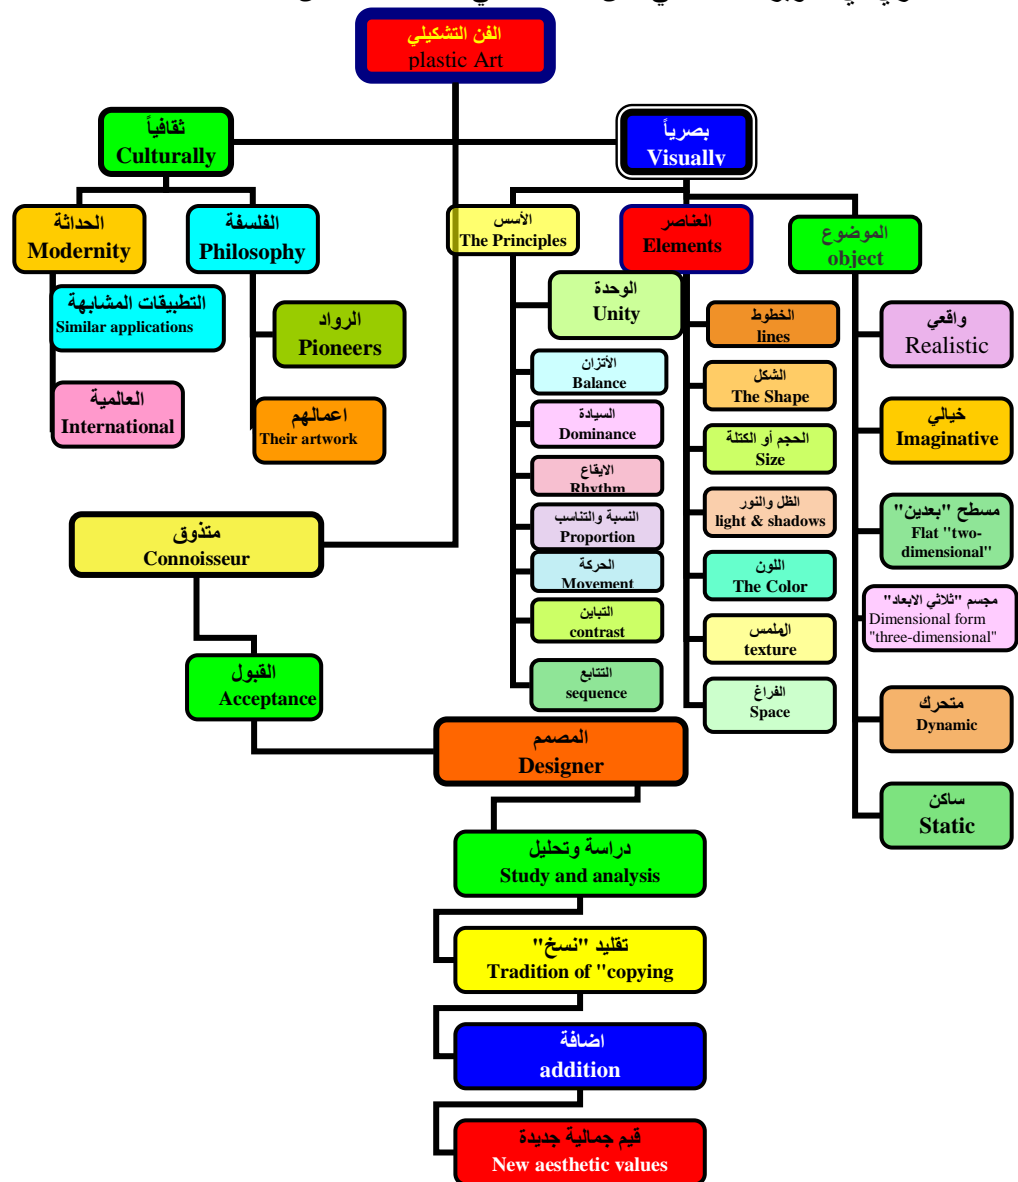 الفن التشكيلي
plastic Art
ثقافياً
Culturally
بصرياً
Visually
الحداثة
Modernity
الفلسفة
Philosophy
الأسس
The Principles
العناصر
Elements
الموضوع
object
التطبيقات المشابهة
Similar applications
الرواد
Pioneers
العالمية
International
اعمالهم
Their artwork
الوحدة
Unity
الأتزان
Balance
السيادة
Dominance
الايقاع
Rhythm
النسبة والتناسب
Proportion
الحركة
Movement
التباين
contrast
التتابع
sequence
الخطوط
lines
الشكل
The Shape
الحجم أو الكتلة
Size
الظل والنور
light & shadows
اللون
The Color
الملمس
texture
الفراغ
Space
واقعي
Realistic
خيالي
Imaginative
مسطح "بعدين"
Flat "two-
dimensional"
مجسم "ثلاثي الابعاد"
Dimensional form
"three-dimensional"
متحرك
Dynamic
ساكن
Static
متذوق
Connoisseur
القبول
Acceptance
المصمم
Designer
دراسة وتحليل
Study and analysis
تقليد "نسخ"
Tradition of "copying
اضافة
addition
قيم جمالية جديدة
New aesthetic values